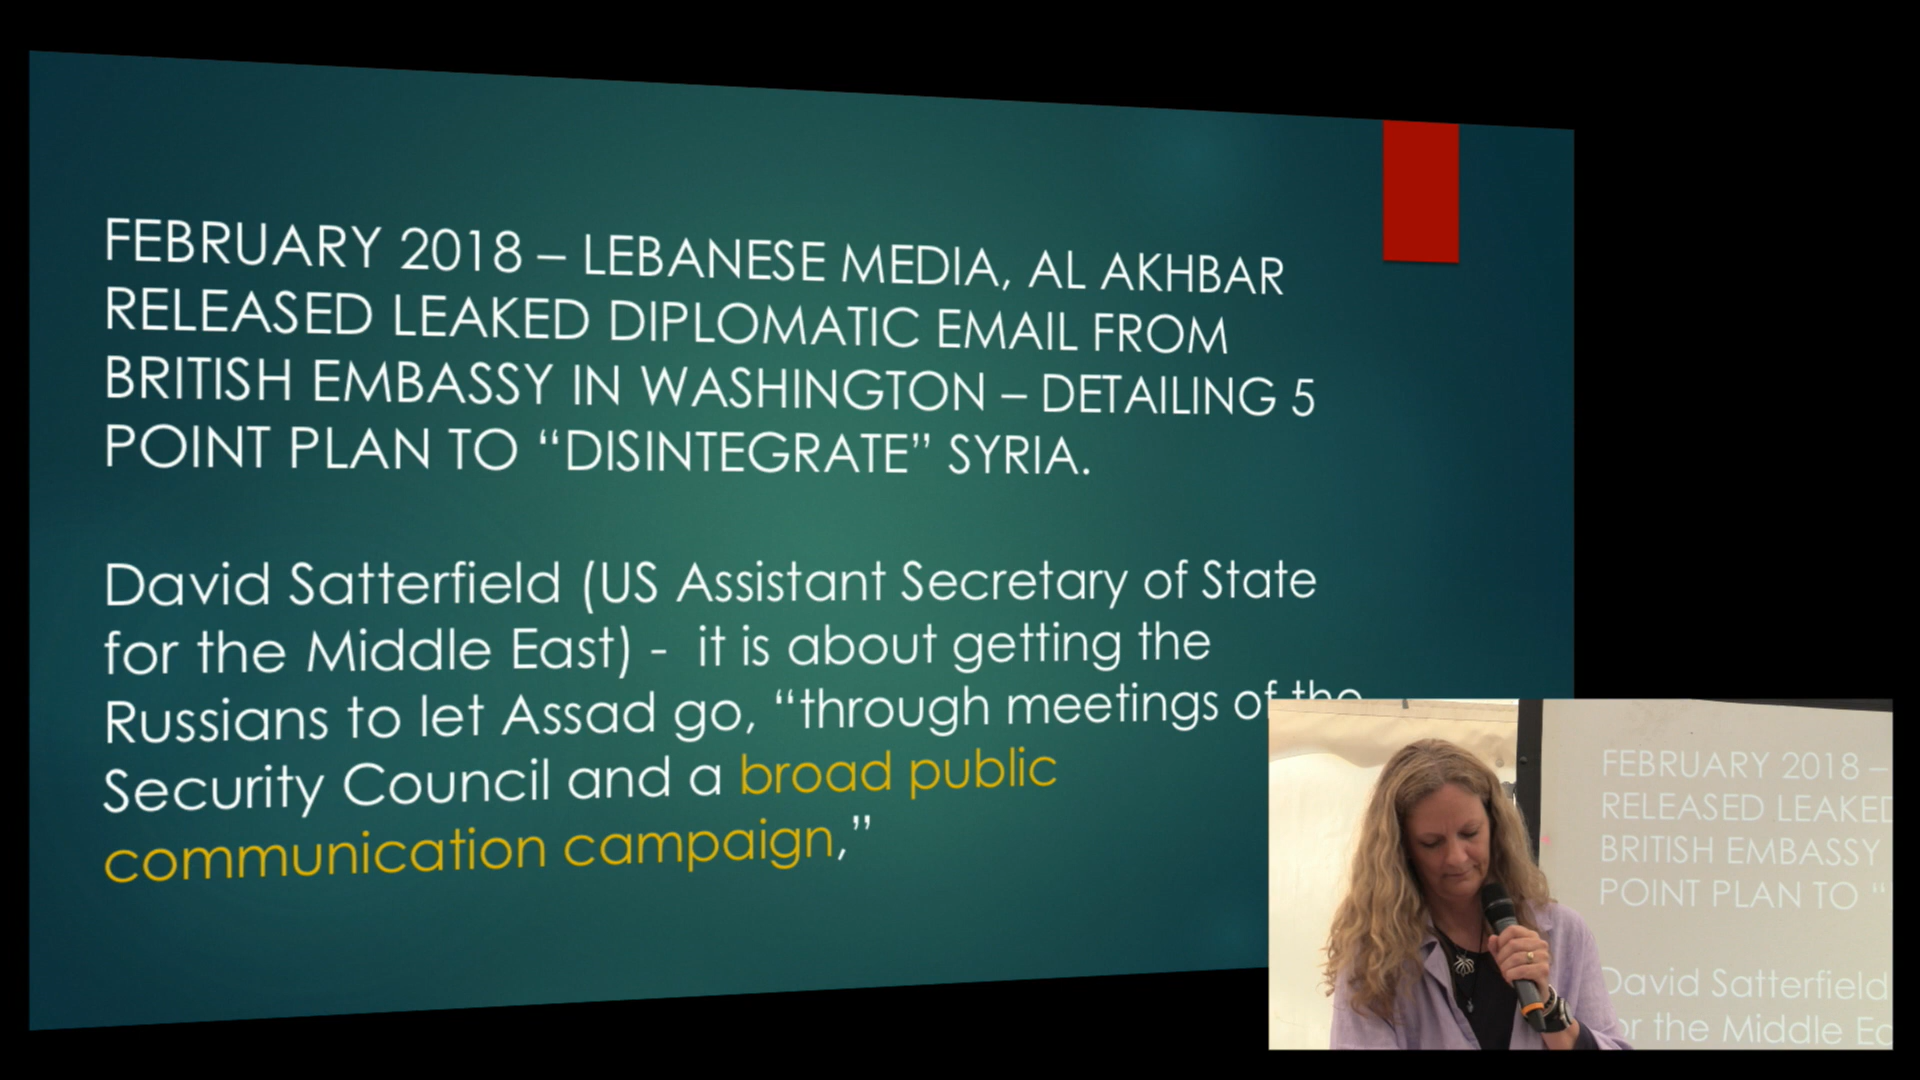 FEBRUARY 2018 – LEBANESE MEDIA, AL AKHBAR
RELEASED LEAKED DIPLOMATIC EMAIL FROM
BRITISH EMBASSY IN WASHINGTON – DETAILING 5
POINT PLAN TO “DISINTEGRATE” SYRIA.
David Satterfield (US Assistant Secretary of State
for the Middle East) - it is about getting the
Russians to let Assad go, “through meetings of the
Security Council and a broad public
communication campaign,”
FEBRUARY 2018 –
RELEASED LEAKED
BRITISH EMBASSY
POINT PLAN TO “
David Satterfield
for the Middle